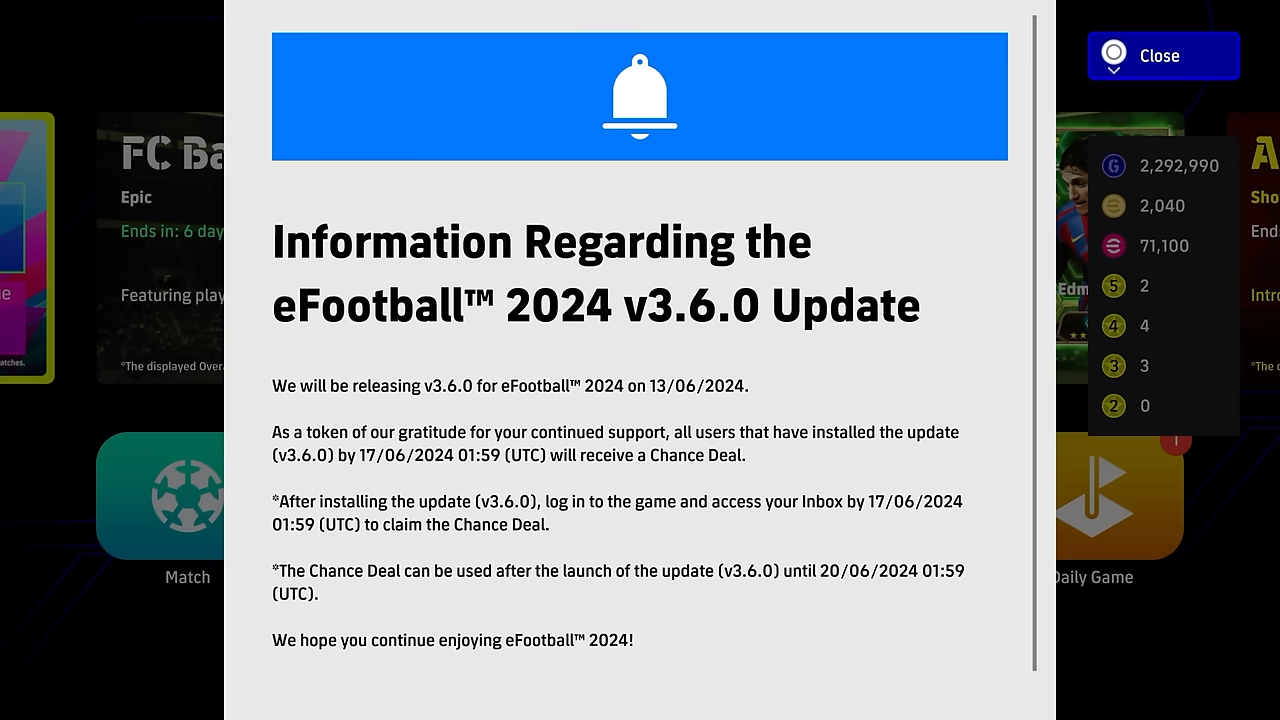 Information Regarding the
eFootball™ 2024 v3.6.0 Update
We will be releasing v3.6.0 for eFootball™ 2024 on 13/06/2024.
As a token of our gratitude for your continued support, all users that have installed the update
(v3.6.0) by 17/06/2024 01:59 (UTC) will receive a Chance Deal.
*After installing the update (v3.6.0), log in to the game and access your Inbox by 17/06/2024
01:59 (UTC) to claim the Chance Deal.
*The Chance Deal can be used after the launch of the update (v3.6.0) until 20/06/2024 01:59
(UTC).
We hope you continue enjoying eFootball™ 2024!
Close
G 2,292,990
2,040
71,100
5 2
4 4
3 3
2 0
FC Ba
Epic
Ends in: 6 day
Featuring play
*The displayed Over
Match
Daily Game
Edm
Sho
End
Intro
*The d
atches.